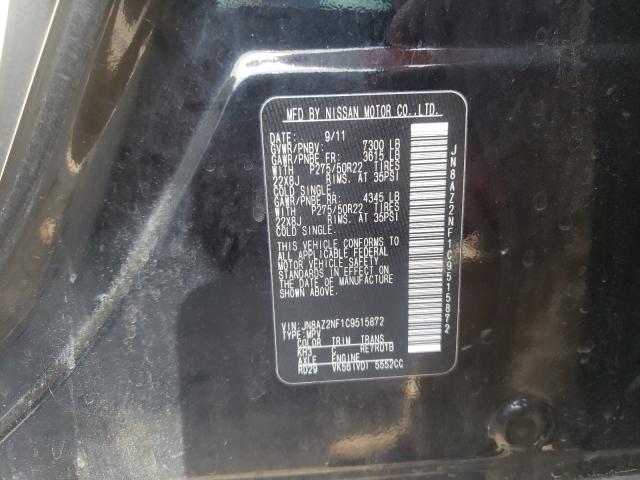 MFD BY NISSAN MOTOR CO.,LTD.
DATE: 9/11
GVWR/PNBV: 7300 LB
GAWR/PNBE FR: 3615 LB
WITH P275/50R22 TIRES
22X8J RIMS. AT 35PSI
COLD SINGLE.
GAWR/PNBE RR: 4345 LB
WITH P275/50R22 TIRES
22X8J RIMS. AT 35PSI
COLD SINGLE.
THIS VEHICLE CONFORMS TO
ALL APPLICABLE FEDERAL
MOTOR VEHICLE SAFETY
STANDARDS IN EFFECT ON
THE DATE OF MANUFACTURE
SHOWN ABOVE.
VIN: JN8AZ2NF1C9515872
TYPE: MPV
COLOR TRIM TRANS
KH3 C RE7R01B
AXLE ENGINE
RD29 VK56(VD) 5552CC
JN8AZ2NF1C9515872